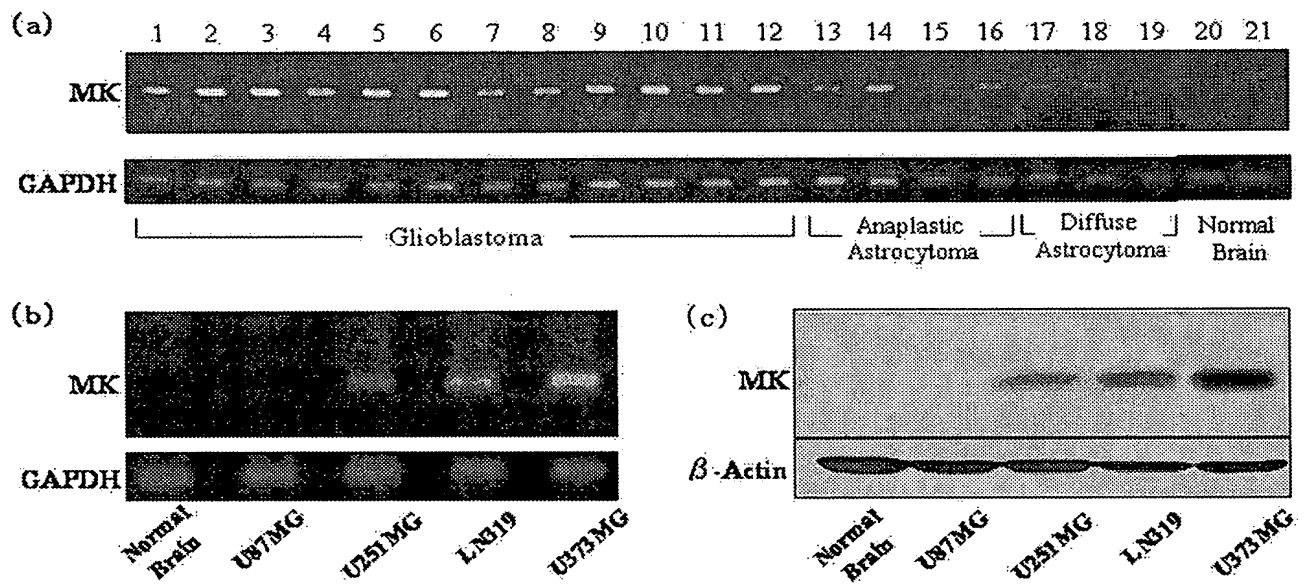 (a)
1 2 3 4 5 6 7 8 9 10 11 12 13 14 15 16 17 18 19 20 21
MK
GAPDH
Glioblastoma
Anaplastic
Astrocytoma
Diffuse
Astrocytoma
Normal
Brain
(b)
MK
GAPDH
Normal
Brain
U87MG
U251MG
LN319
U373MG
(c)
MK
β-Actin
Normal
Brain
U87MG
U251MG
LN319
U373MG